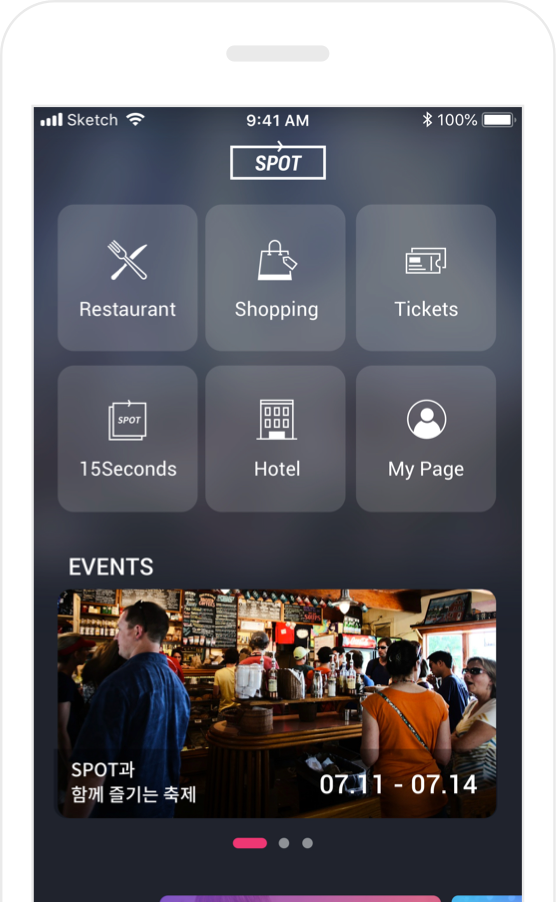 Sketch 9:41 AM 100%
SPOT
Restaurant Shopping Tickets
SPOT
15Seconds Hotel My Page
EVENTS
SPOT과
함께 즐기는 축제
07.11 - 07.14